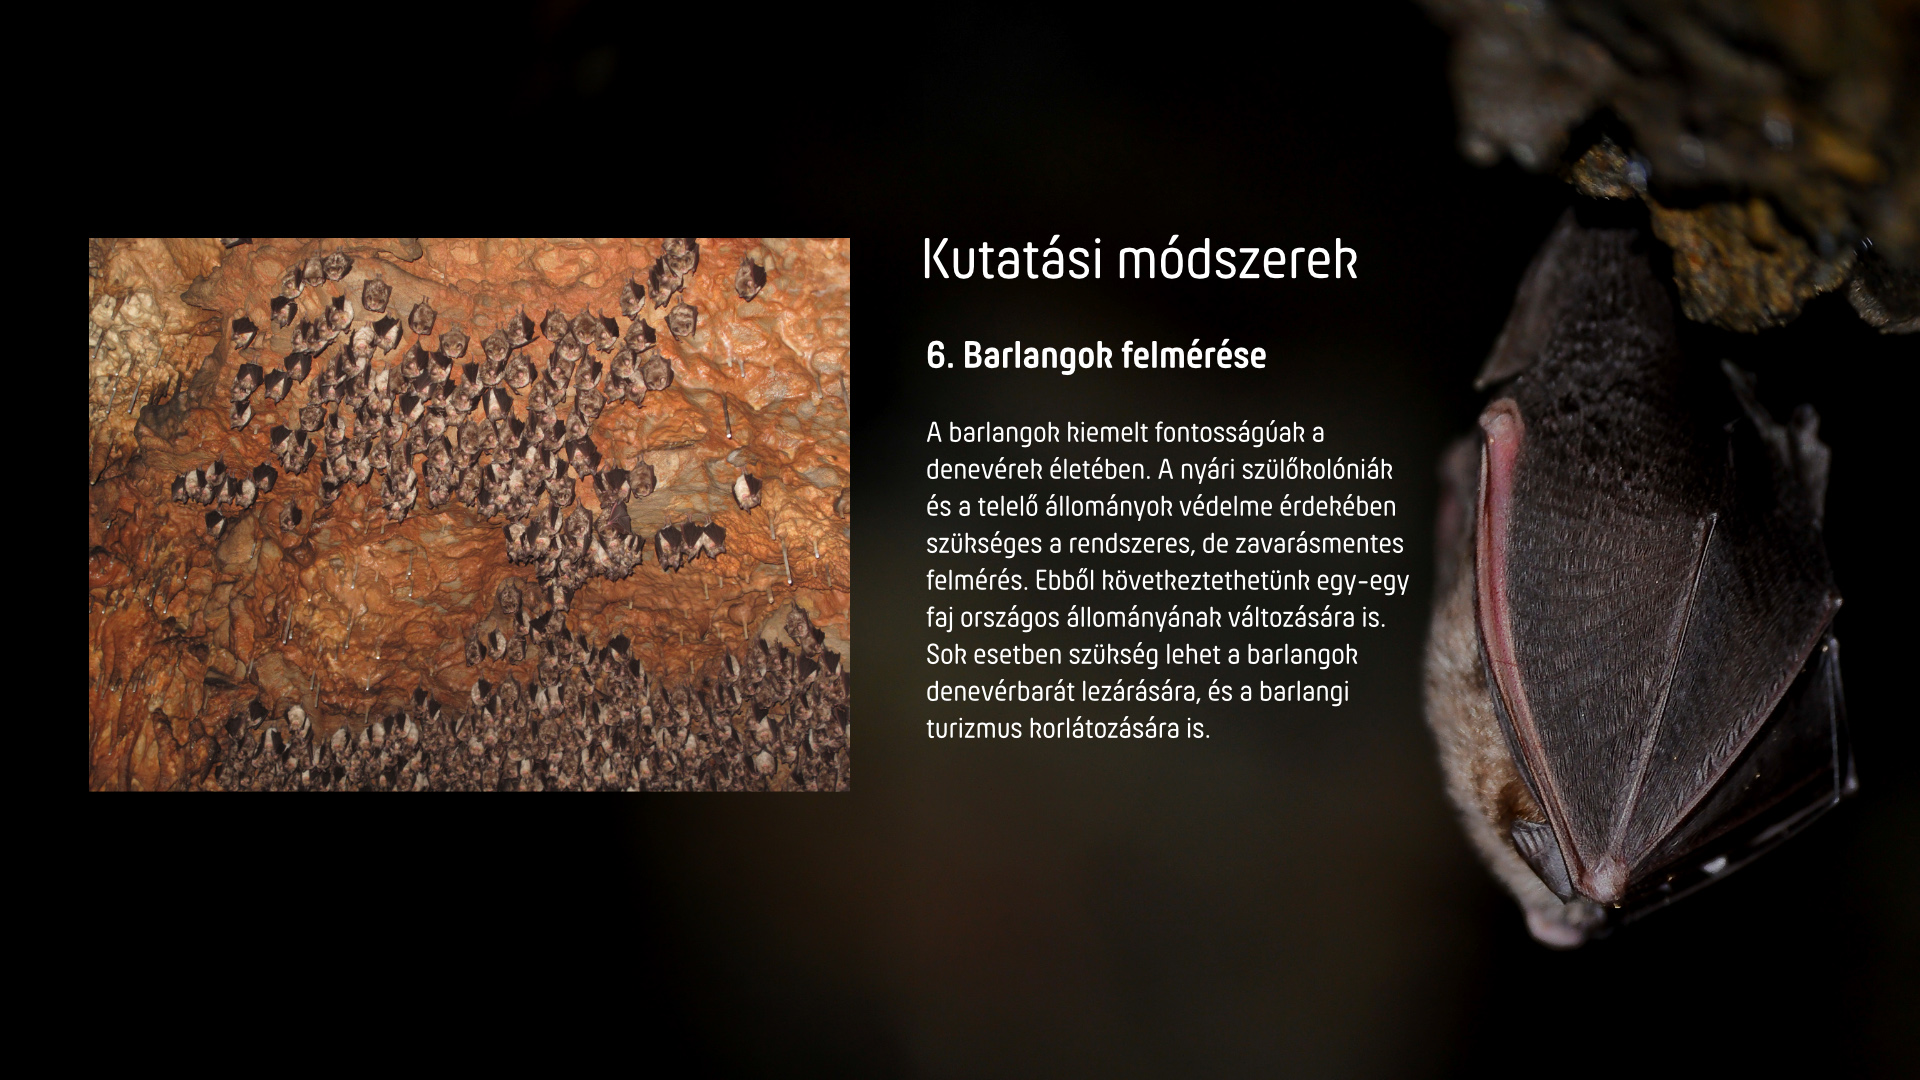 Kutatási módszerek
6. Barlangok felmérése
A barlangok kiemelt fontosságúak a
denevérek életében. A nyári szülőkolóniák
és a telelő állományok védelme érdekében
szükséges a rendszeres, de zavarásmentes
felmérés. Ebből következtethetünk egy-egy
faj országos állományának változására is.
Sok esetben szükség lehet a barlangok
denevérbarát lezárására, és a barlangi
turizmus korlátozására is.